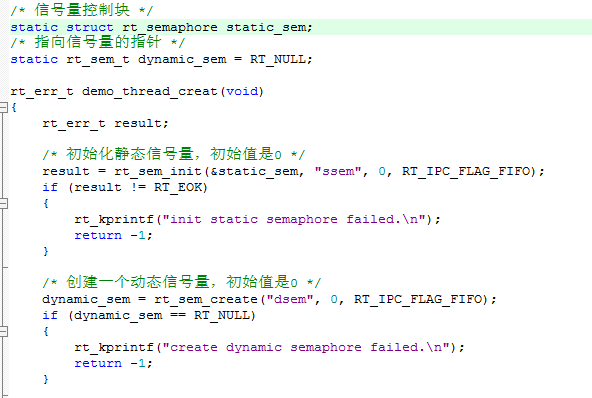 /* 信号量控制块 */
static struct rt_semaphore static_sem;
/* 指向信号量的指针 */
static rt_sem_t dynamic_sem = RT_NULL;
rt_err_t demo_thread_creat(void)
{
rt_err_t result;
/* 初始化静态信号量，初始值是0 */
result = rt_sem_init(&static_sem, "ssem", 0, RT_IPC_FLAG_FIFO);
if (result != RT_EOK)
{
rt_kprintf("init static semaphore failed.\n");
return -1;
}
/* 创建一个动态信号量，初始值是0 */
dynamic_sem = rt_sem_create("dsem", 0, RT_IPC_FLAG_FIFO);
if (dynamic_sem == RT_NULL)
{
rt_kprintf("create dynamic semaphore failed.\n");
return -1;
}